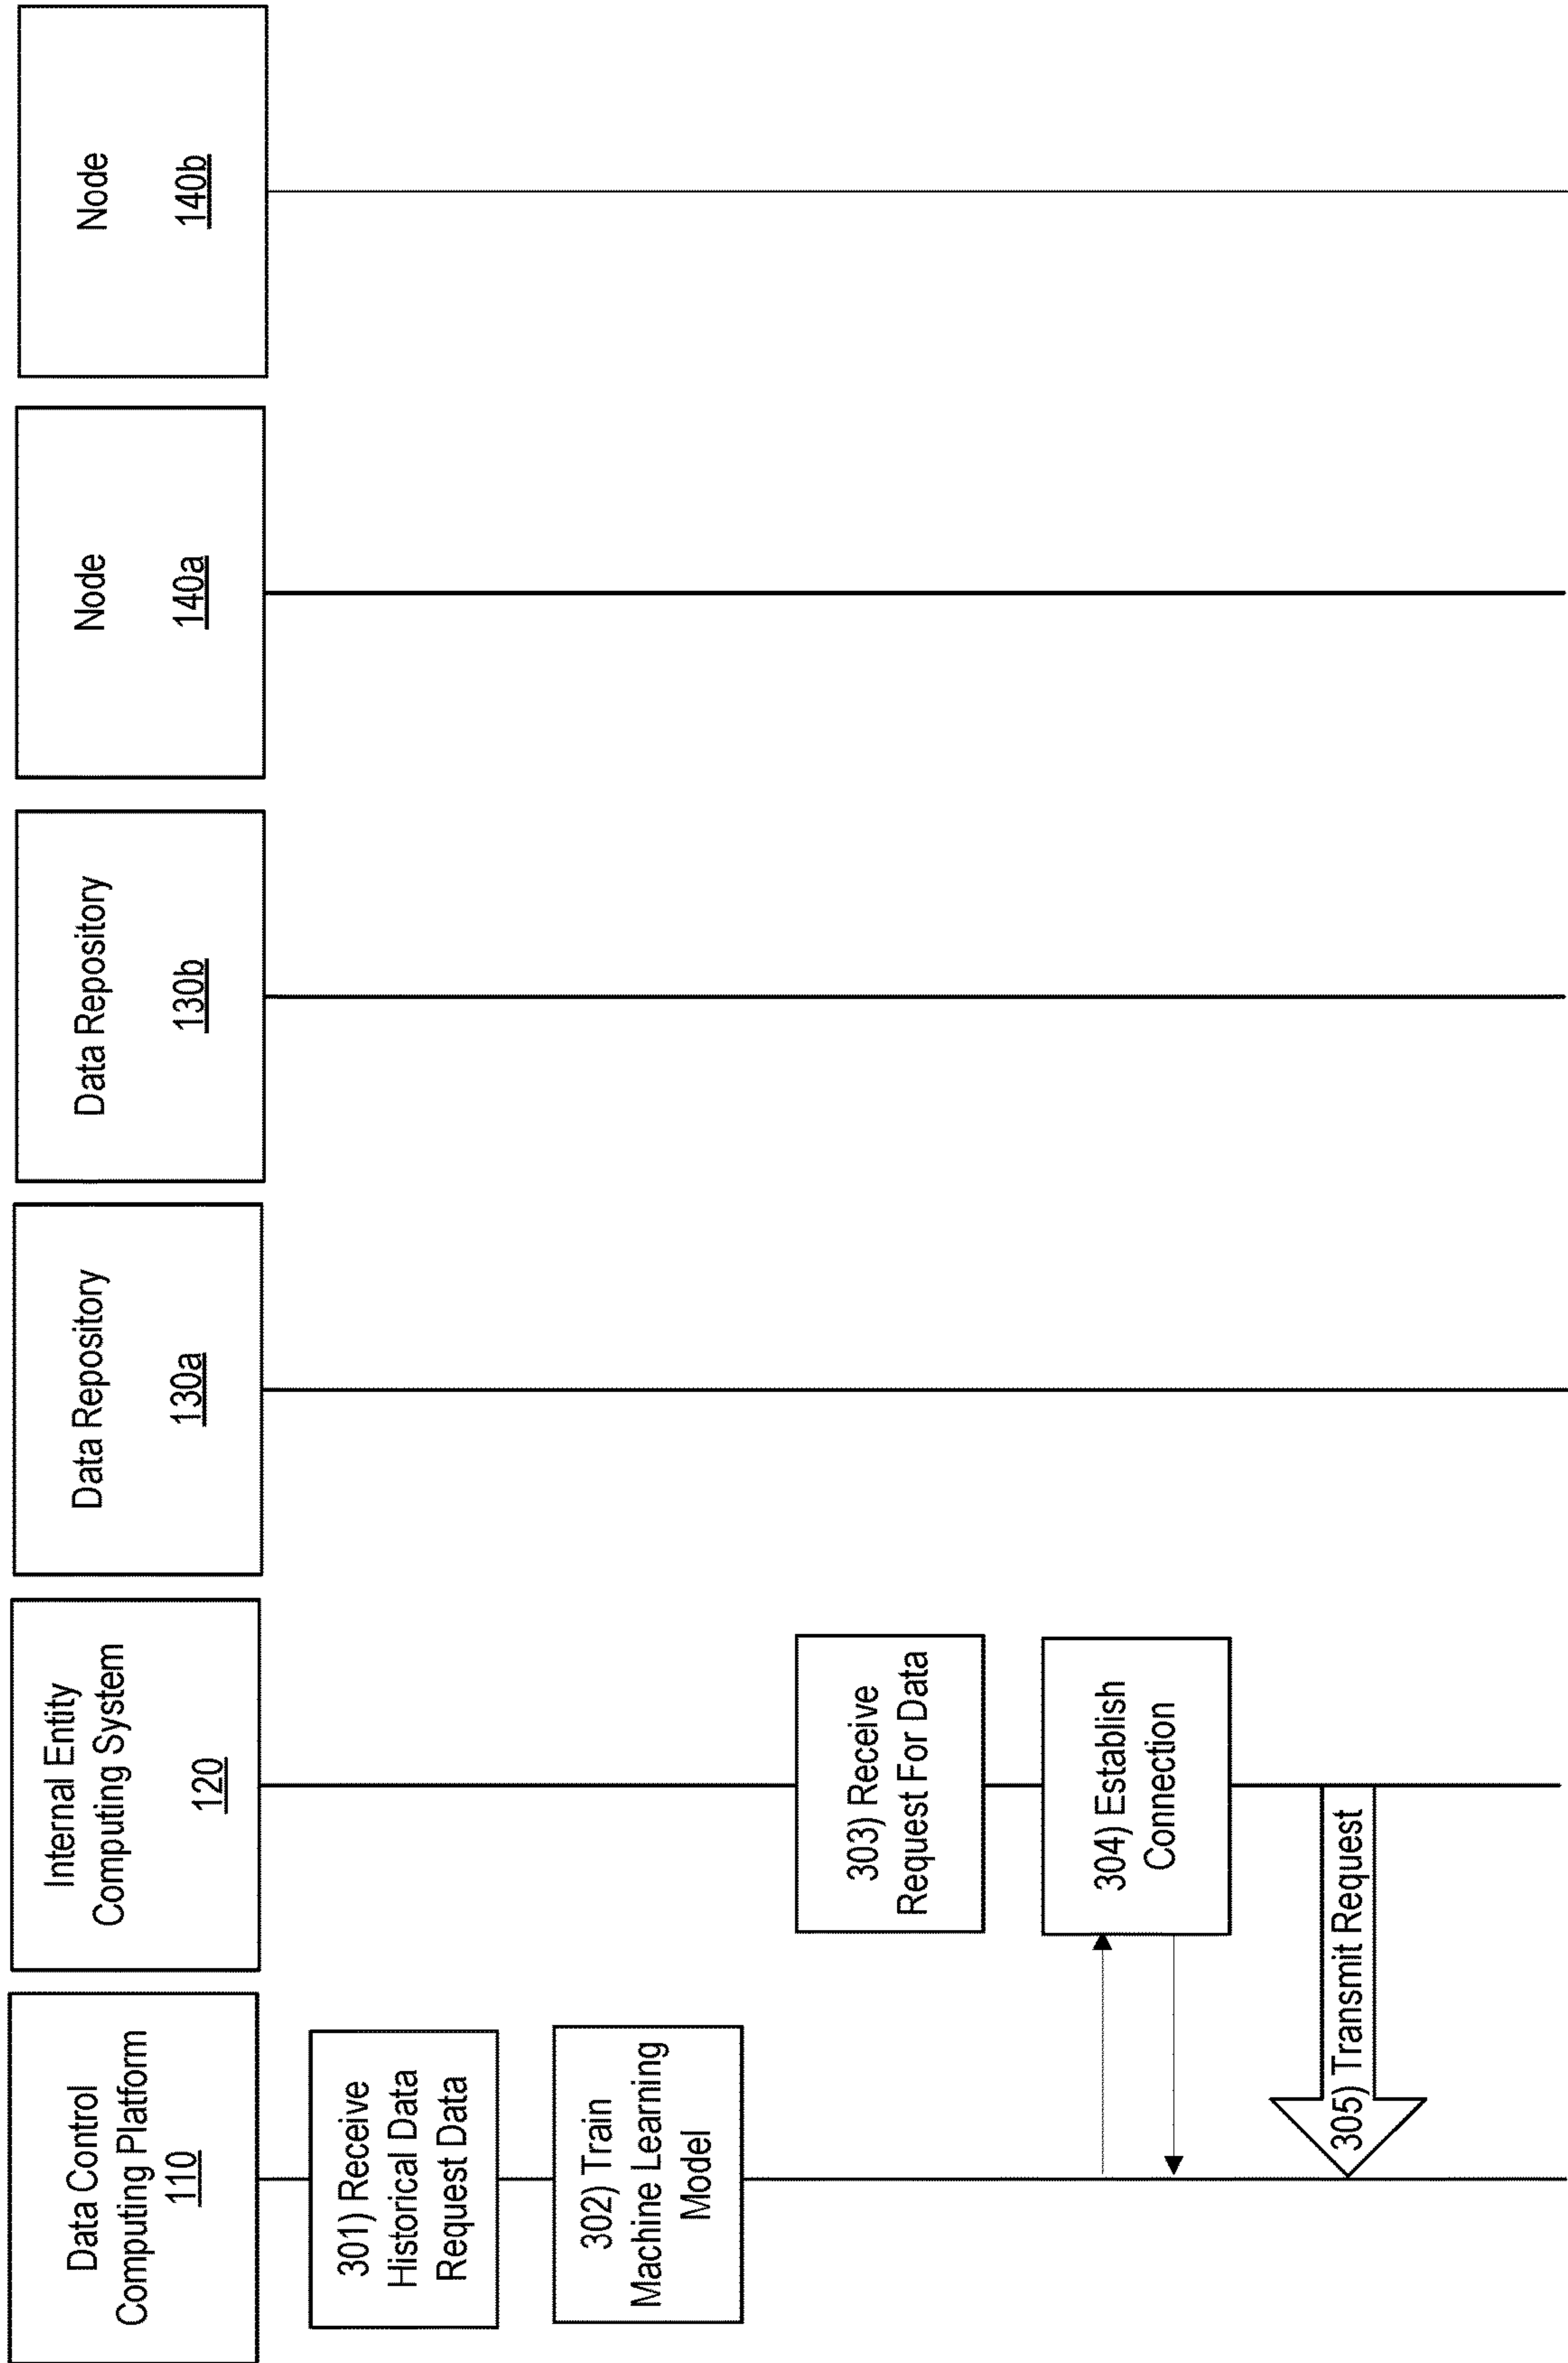 Data Control
Computing Platform
110
Internal Entity
Computing System
120
Data Repository
130a
Data Repository
130b
Node
140a
Node
140b
301) Receive
Historical Data
Request Data
302) Train
Machine Learning
Model
303) Receive
Request For Data
304) Establish
Connection
305) Transmit Request